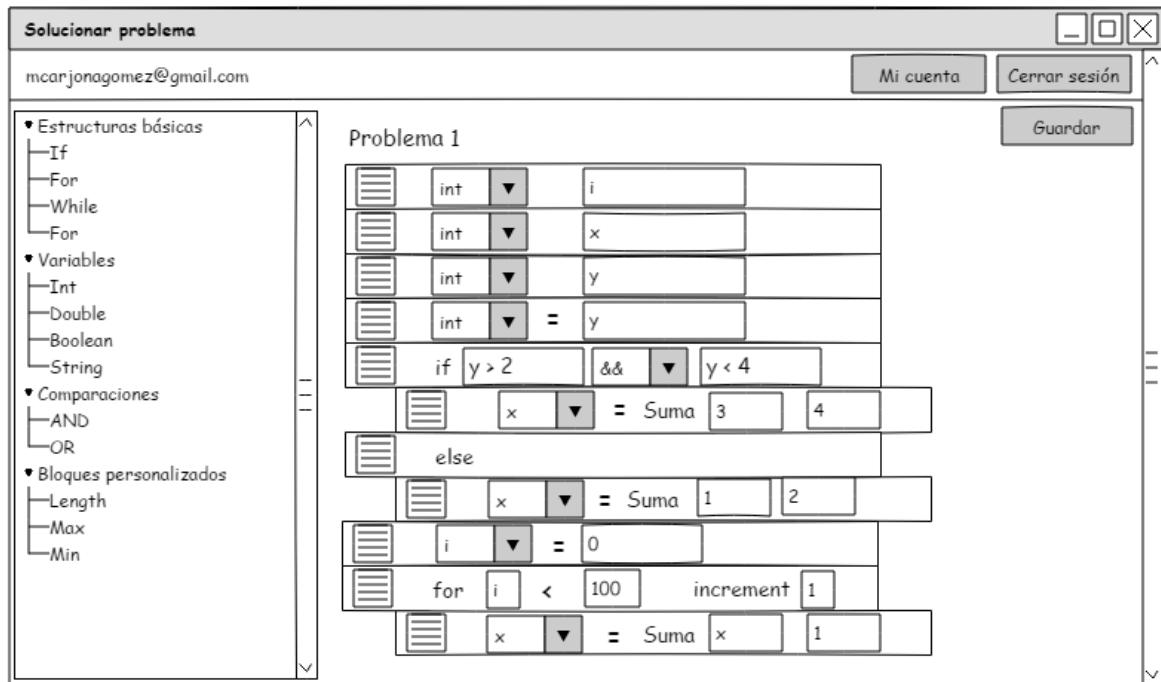 Solucionar problema
mcarjonagomez@gmail.com
Mi cuenta
Cerrar sesión
Guardar
Estructuras básicas
If
For
While
For
Variables
Int
Double
Boolean
String
Comparaciones
AND
OR
Bloques personalizados
Length
Max
Min
Problema 1
int i
int x
int y
int = y
if y > 2 && y < 4
x = Suma 3 4
else
x = Suma 1 2
i = 0
for i < 100 increment 1
x = Suma x 1